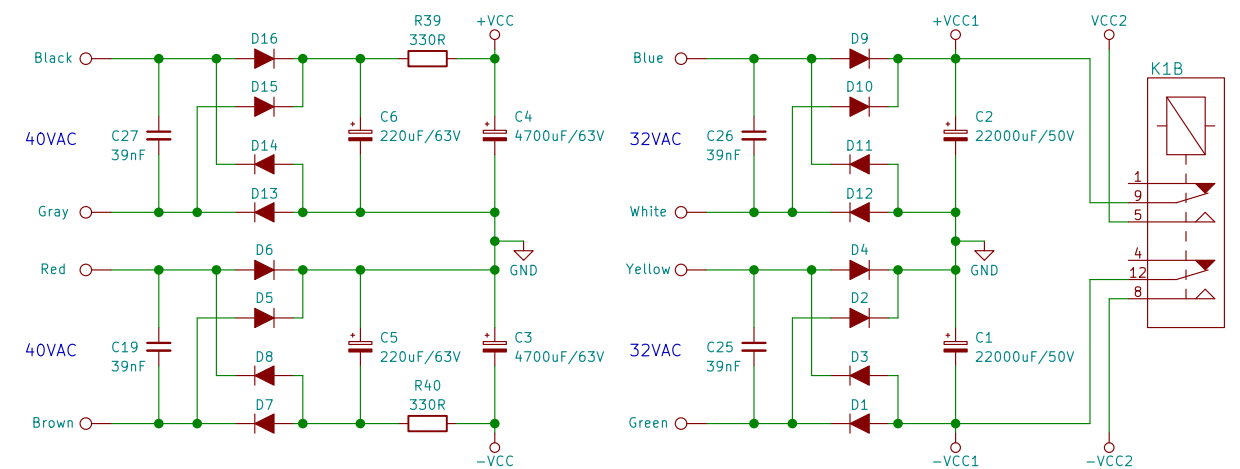 Black
Gray
40VAC
C27
39nF
D16
D15
D14
D13
R39
330R
C6
220uF/63V
+VCC
C4
4700uF/63V
GND
Red
Brown
40VAC
C19
39nF
D6
D5
D8
D7
C5
220uF/63V
R40
330R
C3
4700uF/63V
-VCC
Blue
White
32VAC
C26
39nF
D9
D10
D11
D12
+VCC1
C2
22000uF/50V
GND
Yellow
Green
32VAC
C25
39nF
D4
D2
D3
D1
C1
22000uF/50V
-VCC1
VCC2
K1B
1
9
5
4
12
8
-VCC2